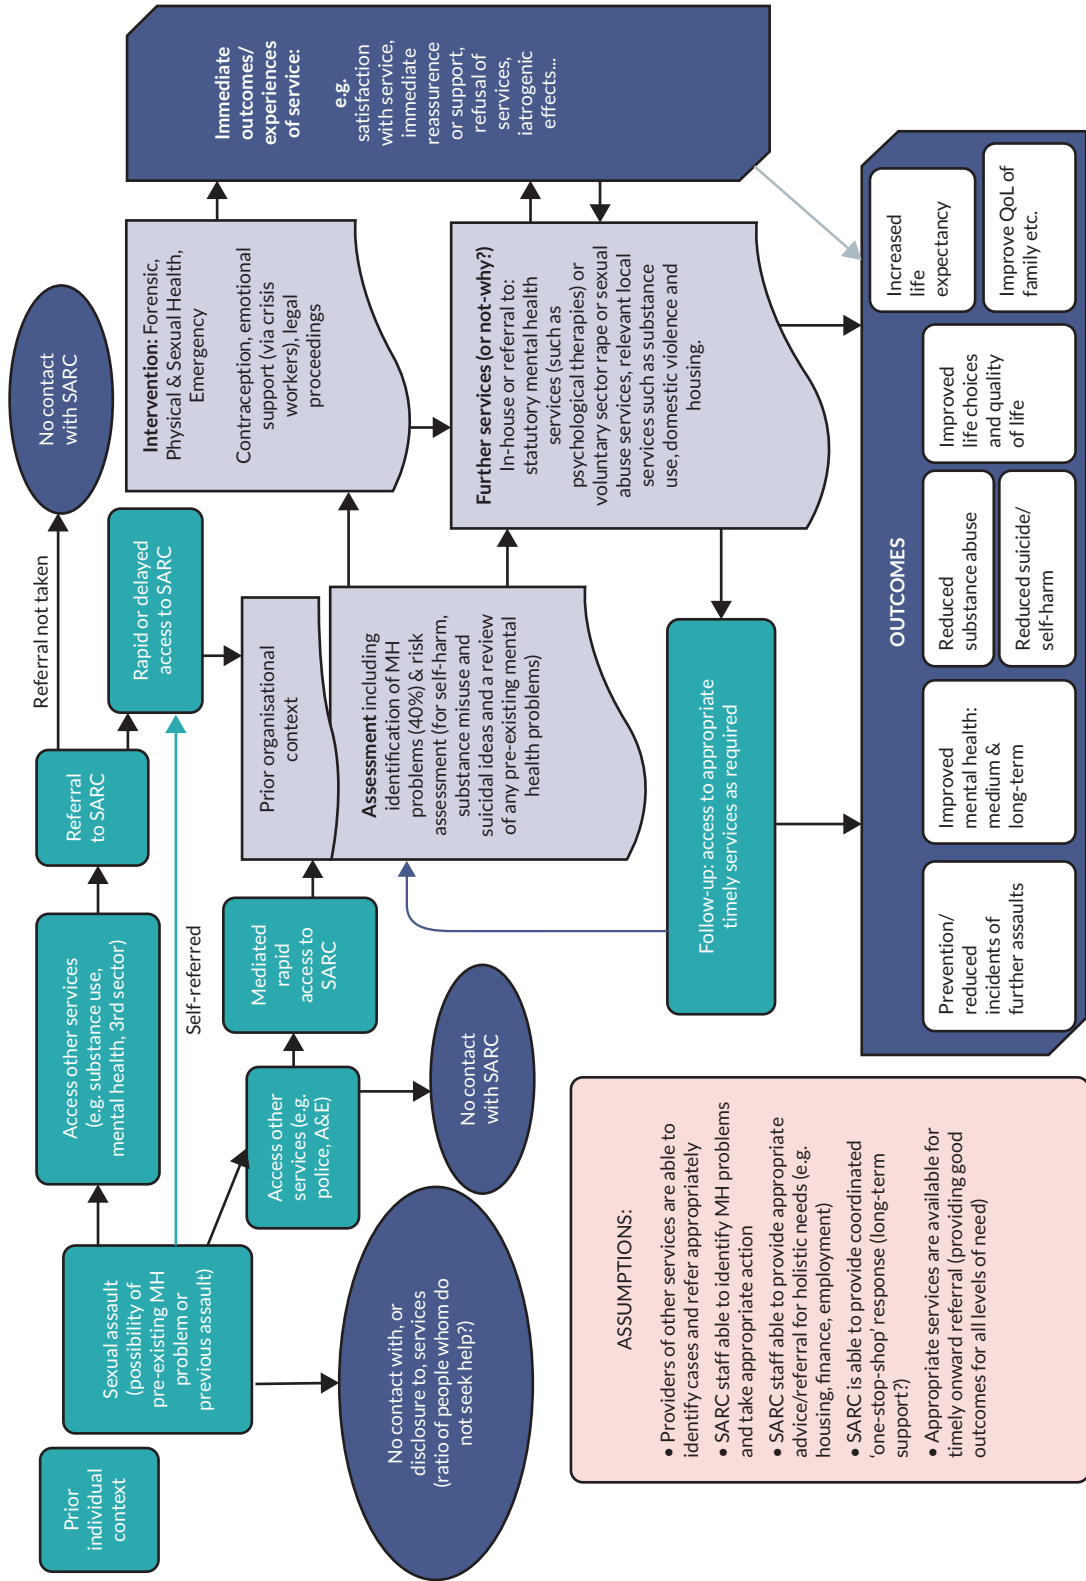 Prior
individual
context
Sexual assault
(possibility of
pre-existing MH
problem or
previous assault)
No contact with, or
disclosure to, services
(ratio of people whom do
not seek help?)
Access other services
(e.g. substance use,
mental health, 3rd sector)
Self-referred
Access other
services (e.g.
police, A&E)
No contact
with SARC
Referral
to SARC
Referral not taken
No contact
with SARC
Rapid or delayed
access to SARC
Mediated
rapid
access to
SARC
Prior organisational
context
Assessment including
identification of MH
problems (40%) & risk
assessment (for self-harm,
substance misuse and
suicidal ideas and a review
of any pre-existing mental
health problems)
Intervention: Forensic,
Physical & Sexual Health,
Emergency
Contraception, emotional
support (via crisis
workers), legal
proceedings
Further services (or not-why?)
In-house or referral to:
statutory mental health
services (such as
psychological therapies) or
voluntary sector rape or sexual
abuse services, relevant local
services such as substance
use, domestic violence and
housing.
Immediate
outcomes/
experiences
of service:
e.g.
satisfaction
with service,
immediate
reassurence
or support,
refusal of
services,
iatrogenic
effects...
Follow-up: access to appropriate
timely services as required
ASSUMPTIONS:
• Providers of other services are able to
identify cases and refer appropriately
• SARC staff able to identify MH problems
and take appropriate action
• SARC staff able to provide appropriate
advice/referral for holistic needs (e.g.
housing, finance, employment)
• SARC is able to provide coordinated
‘one-stop-shop’ response (long-term
support?)
• Appropriate services are available for
timely onward referral (providing good
outcomes for all levels of need)
OUTCOMES
Prevention/
reduced
incidents of
further assaults
Improved
mental health:
medium &
long-term
Reduced
substance abuse
Reduced suicide/
self-harm
Improved
life choices
and quality
of life
Increased
life
expectancy
Improve QoL of
family etc.